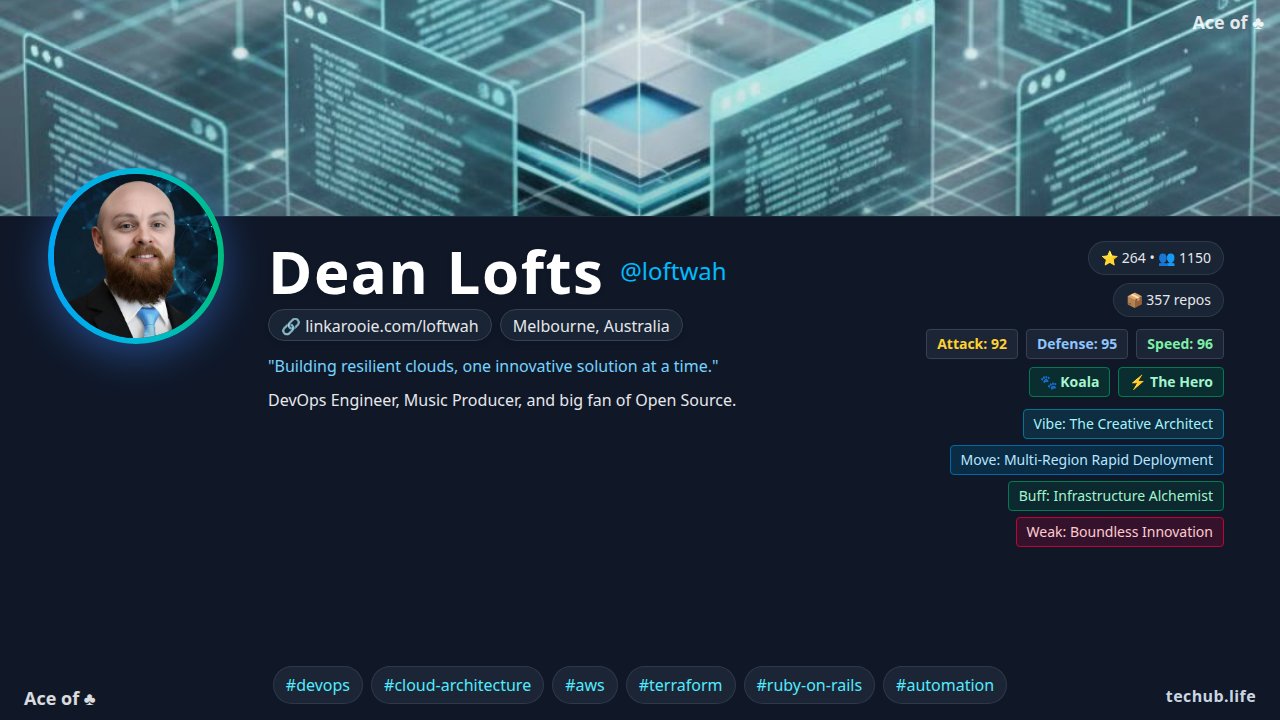 Ace of ♣
Dean Lofts @loftwah
🔗 linkarooie.com/loftwah
Melbourne, Australia
"Building resilient clouds, one innovative solution at a time."
DevOps Engineer, Music Producer, and big fan of Open Source.
⭐ 264 • 👥 1150
📦 357 repos
Attack: 92 Defense: 95 Speed: 96
🐾 Koala ⚡ The Hero
Vibe: The Creative Architect
Move: Multi-Region Rapid Deployment
Buff: Infrastructure Alchemist
Weak: Boundless Innovation
#devops #cloud-architecture #aws #terraform #ruby-on-rails #automation
Ace of ♣
techub.life